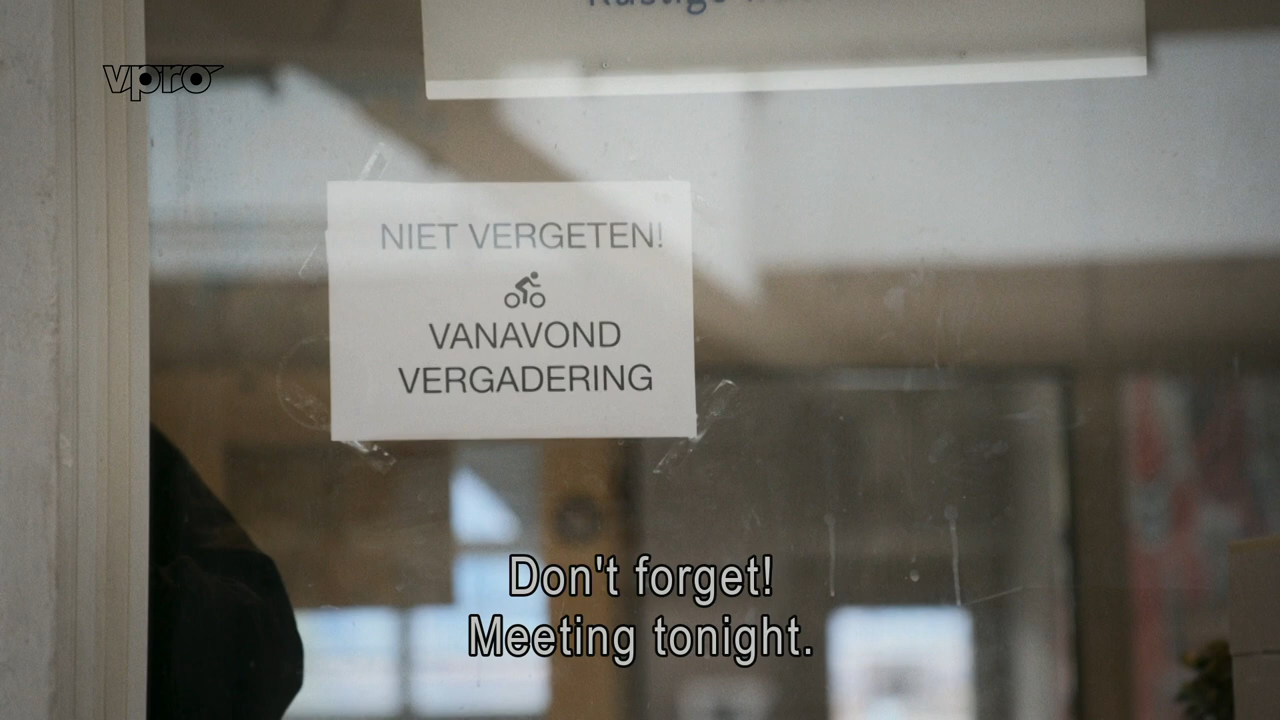 vpro
NIET VERGETEN!
VANAVOND
VERGADERING
Don't forget!
Meeting tonight.